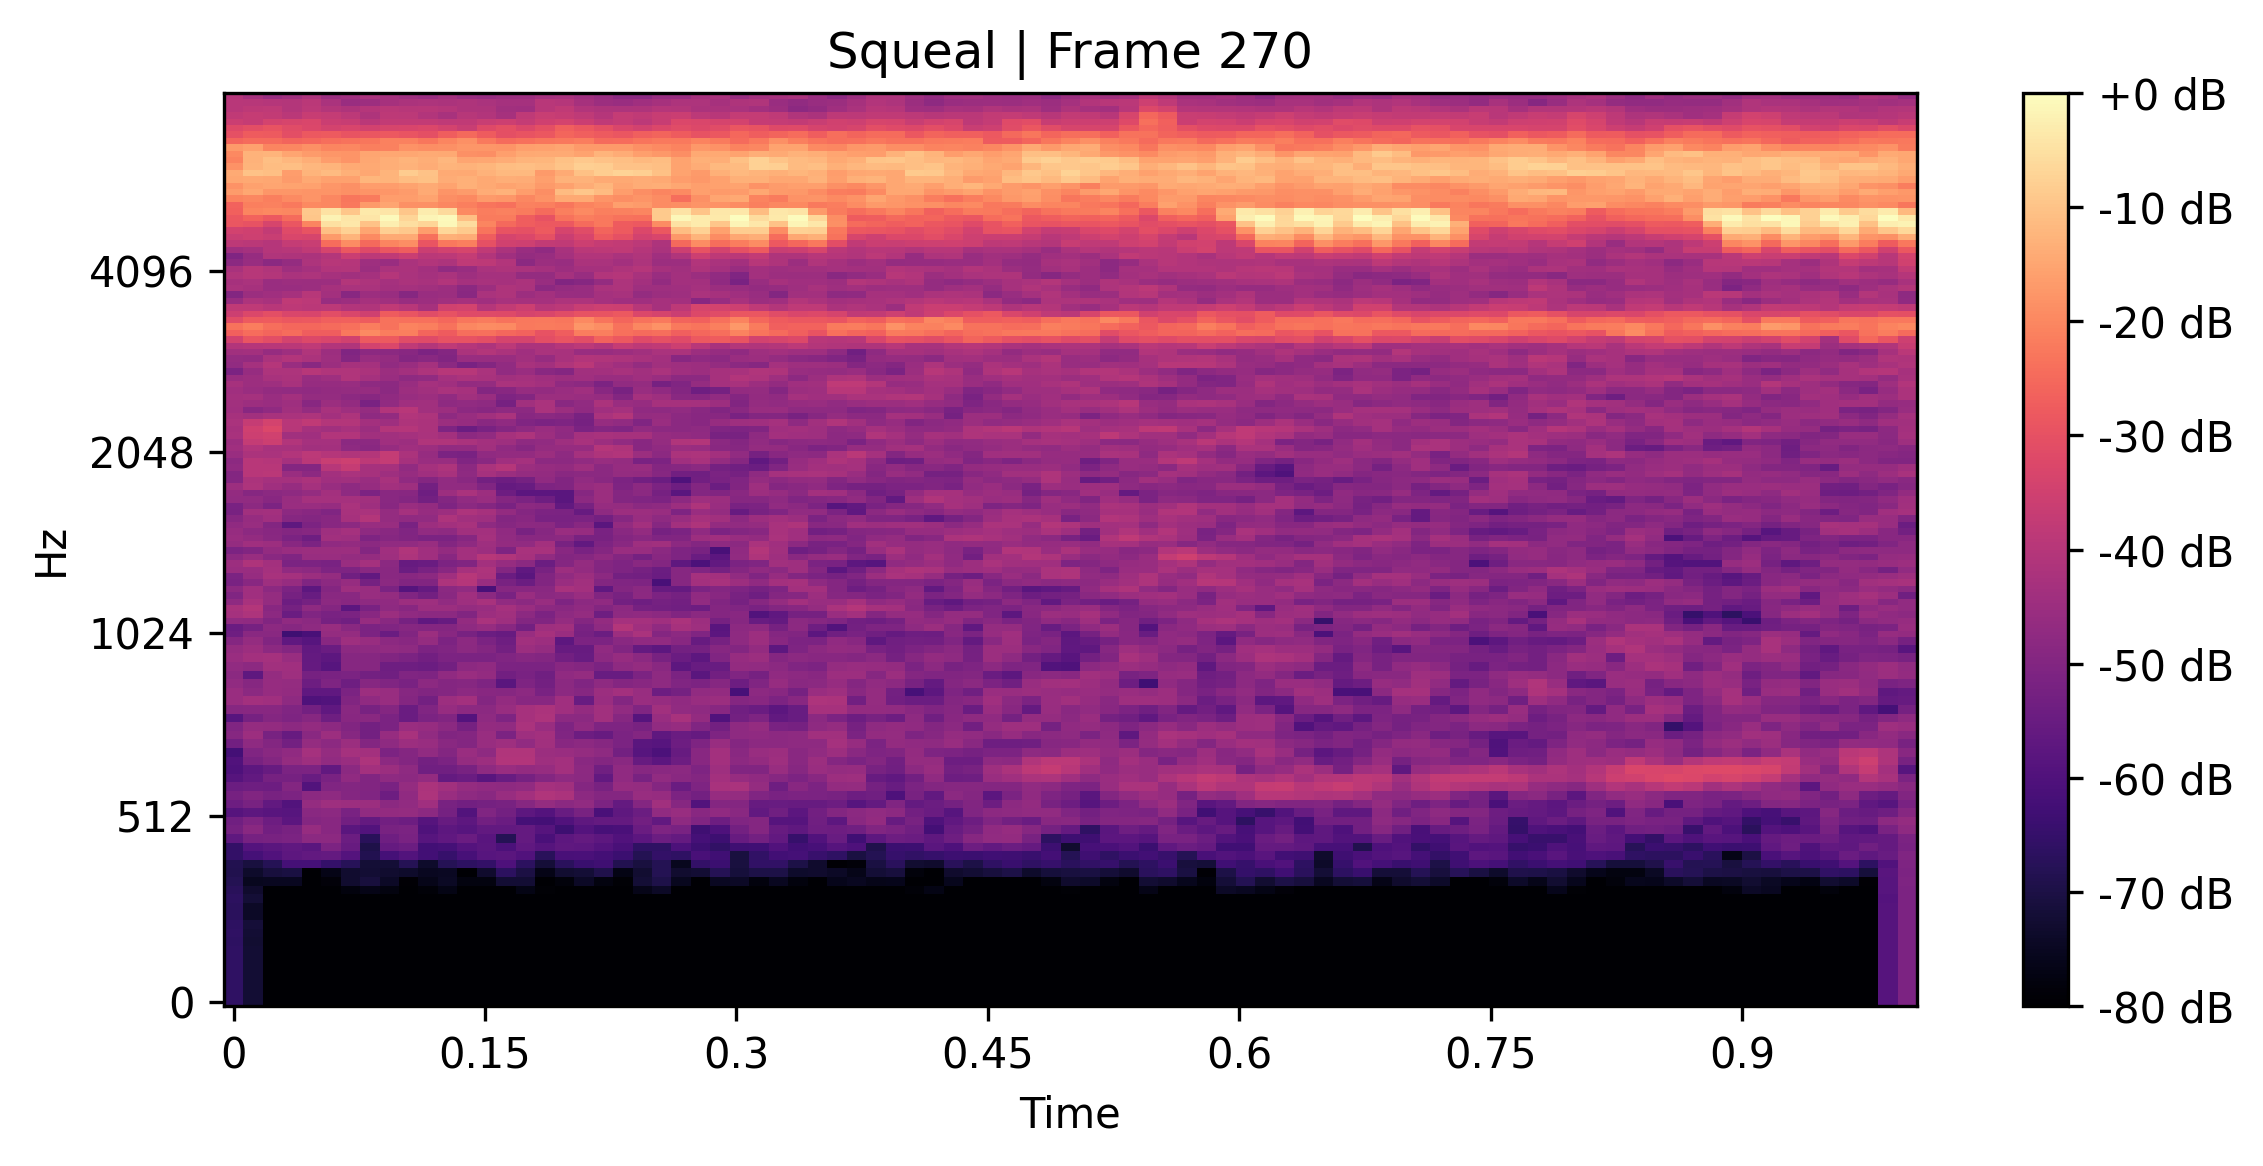 Squeal | Frame 270
+0 dB
-10 dB
-20 dB
-30 dB
-40 dB
-50 dB
-60 dB
-70 dB
-80 dB
Hz
4096
2048
1024
512
0
0 0.15 0.3 0.45 0.6 0.75 0.9
Time